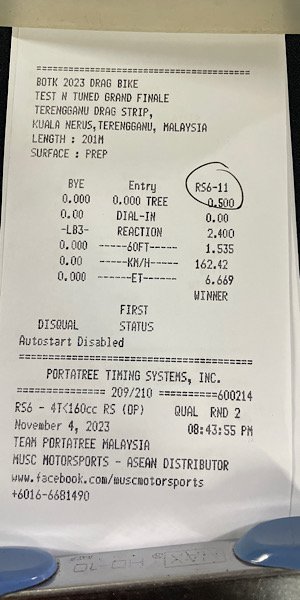 BOTK 2023 DRAG BIKE
TEST N TUNED GRAND FINALE
TERENGGANU DRAG STRIP,
KUALA NERUS,TERENGGANU, MALAYSIA
LENGTH : 201M
SURFACE : PREP
BYE Entry RS6-11
0.000 0.000 TREE 0.500
0.00 DIAL-IN 0.00
-LB3- REACTION 2.400
0.000 ------60FT------ 1.535
0.00 ------KM/H------ 162.42
0.000 -------ET------- 6.669
WINNER
FIRST
DISQUAL STATUS
Autostart Disabled
PORTATREE TIMING SYSTEMS, INC.
============== 209/210 ===========600214
RS6 - 4T<160cc RS (OP) QUAL RND 2
November 4, 2023 08:43:55 PM
TEAM PORTATREE MALAYSIA
MUSC MOTORSPORTS - ASEAN DISTRIBUTOR
www.facebook.com/muscmotorsports
+6016-6681490